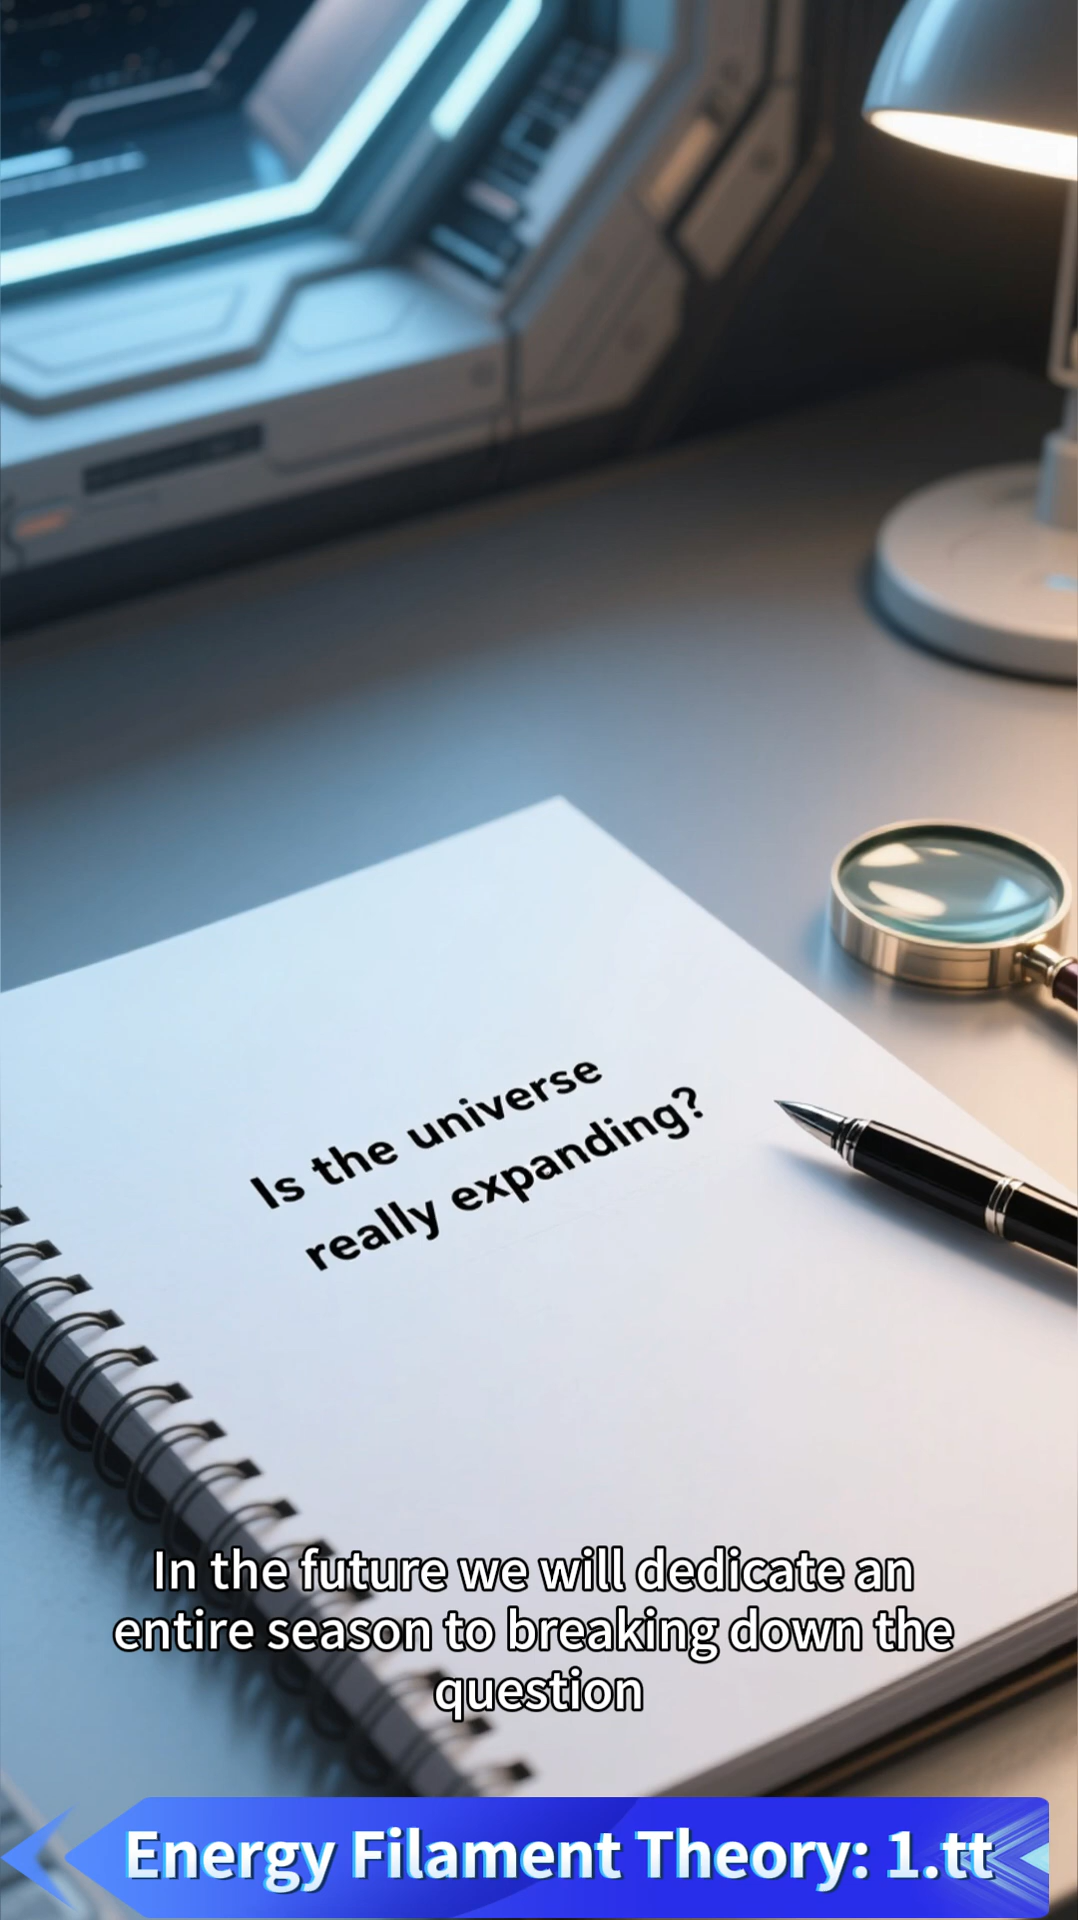 Is the universe
really expanding?
In the future we will dedicate an
entire season to breaking down the
question
Energy Filament Theory: 1.tt